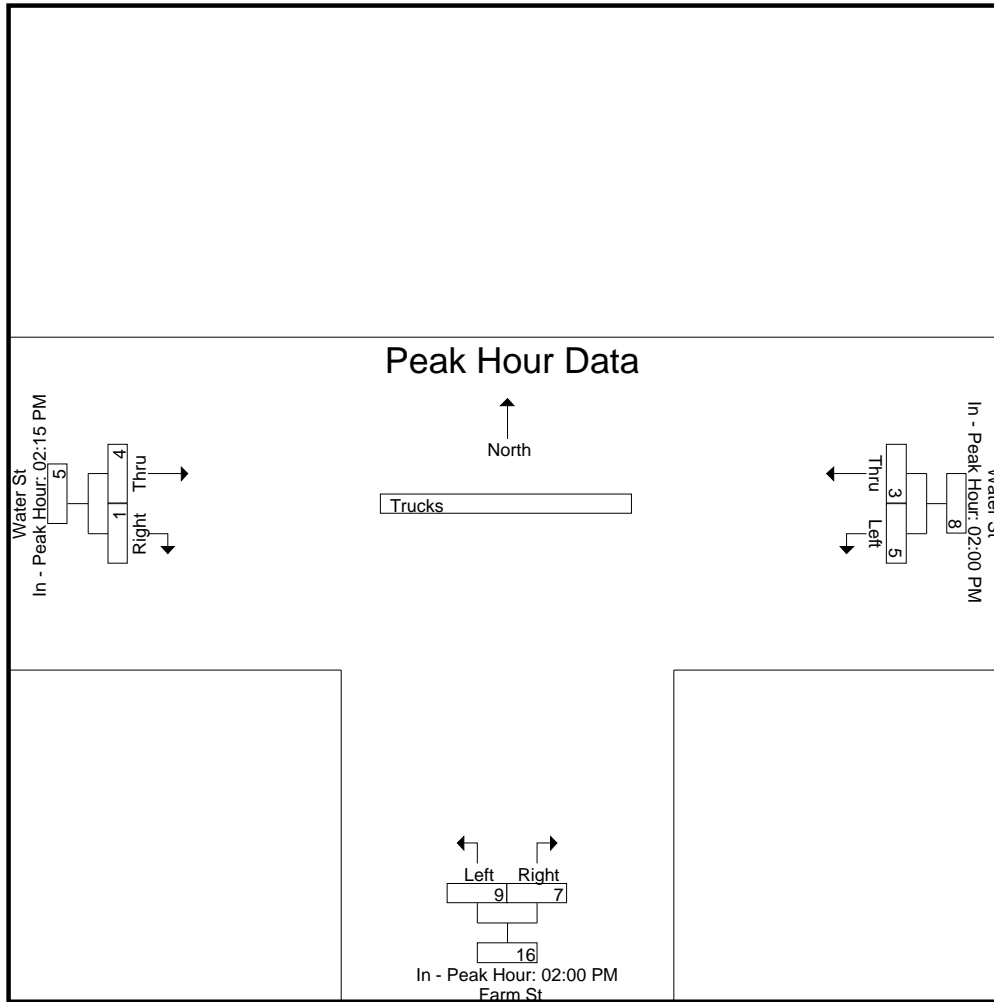 Peak Hour Data
North
Trucks
Water St
In - Peak Hour: 02:15 PM
5
4
1
Thru
Right
Thru
Left
3
5
8
In - Peak Hour: 02:00 PM
Water St
Left Right
9 7
16
In - Peak Hour: 02:00 PM
Farm St